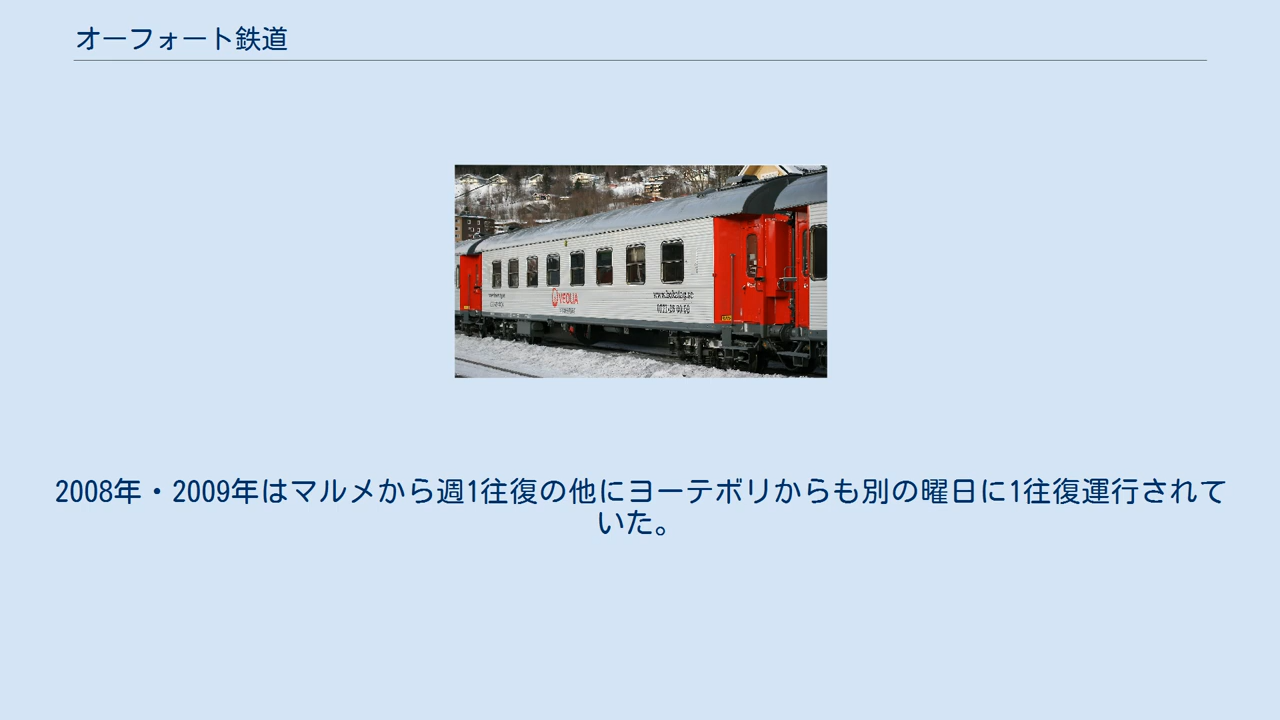 オーフォート鉄道
VEOLIA
2008年・2009年はマルメから週1往復の他にヨーテボリからも別の曜日に1往復運行されて
いた。